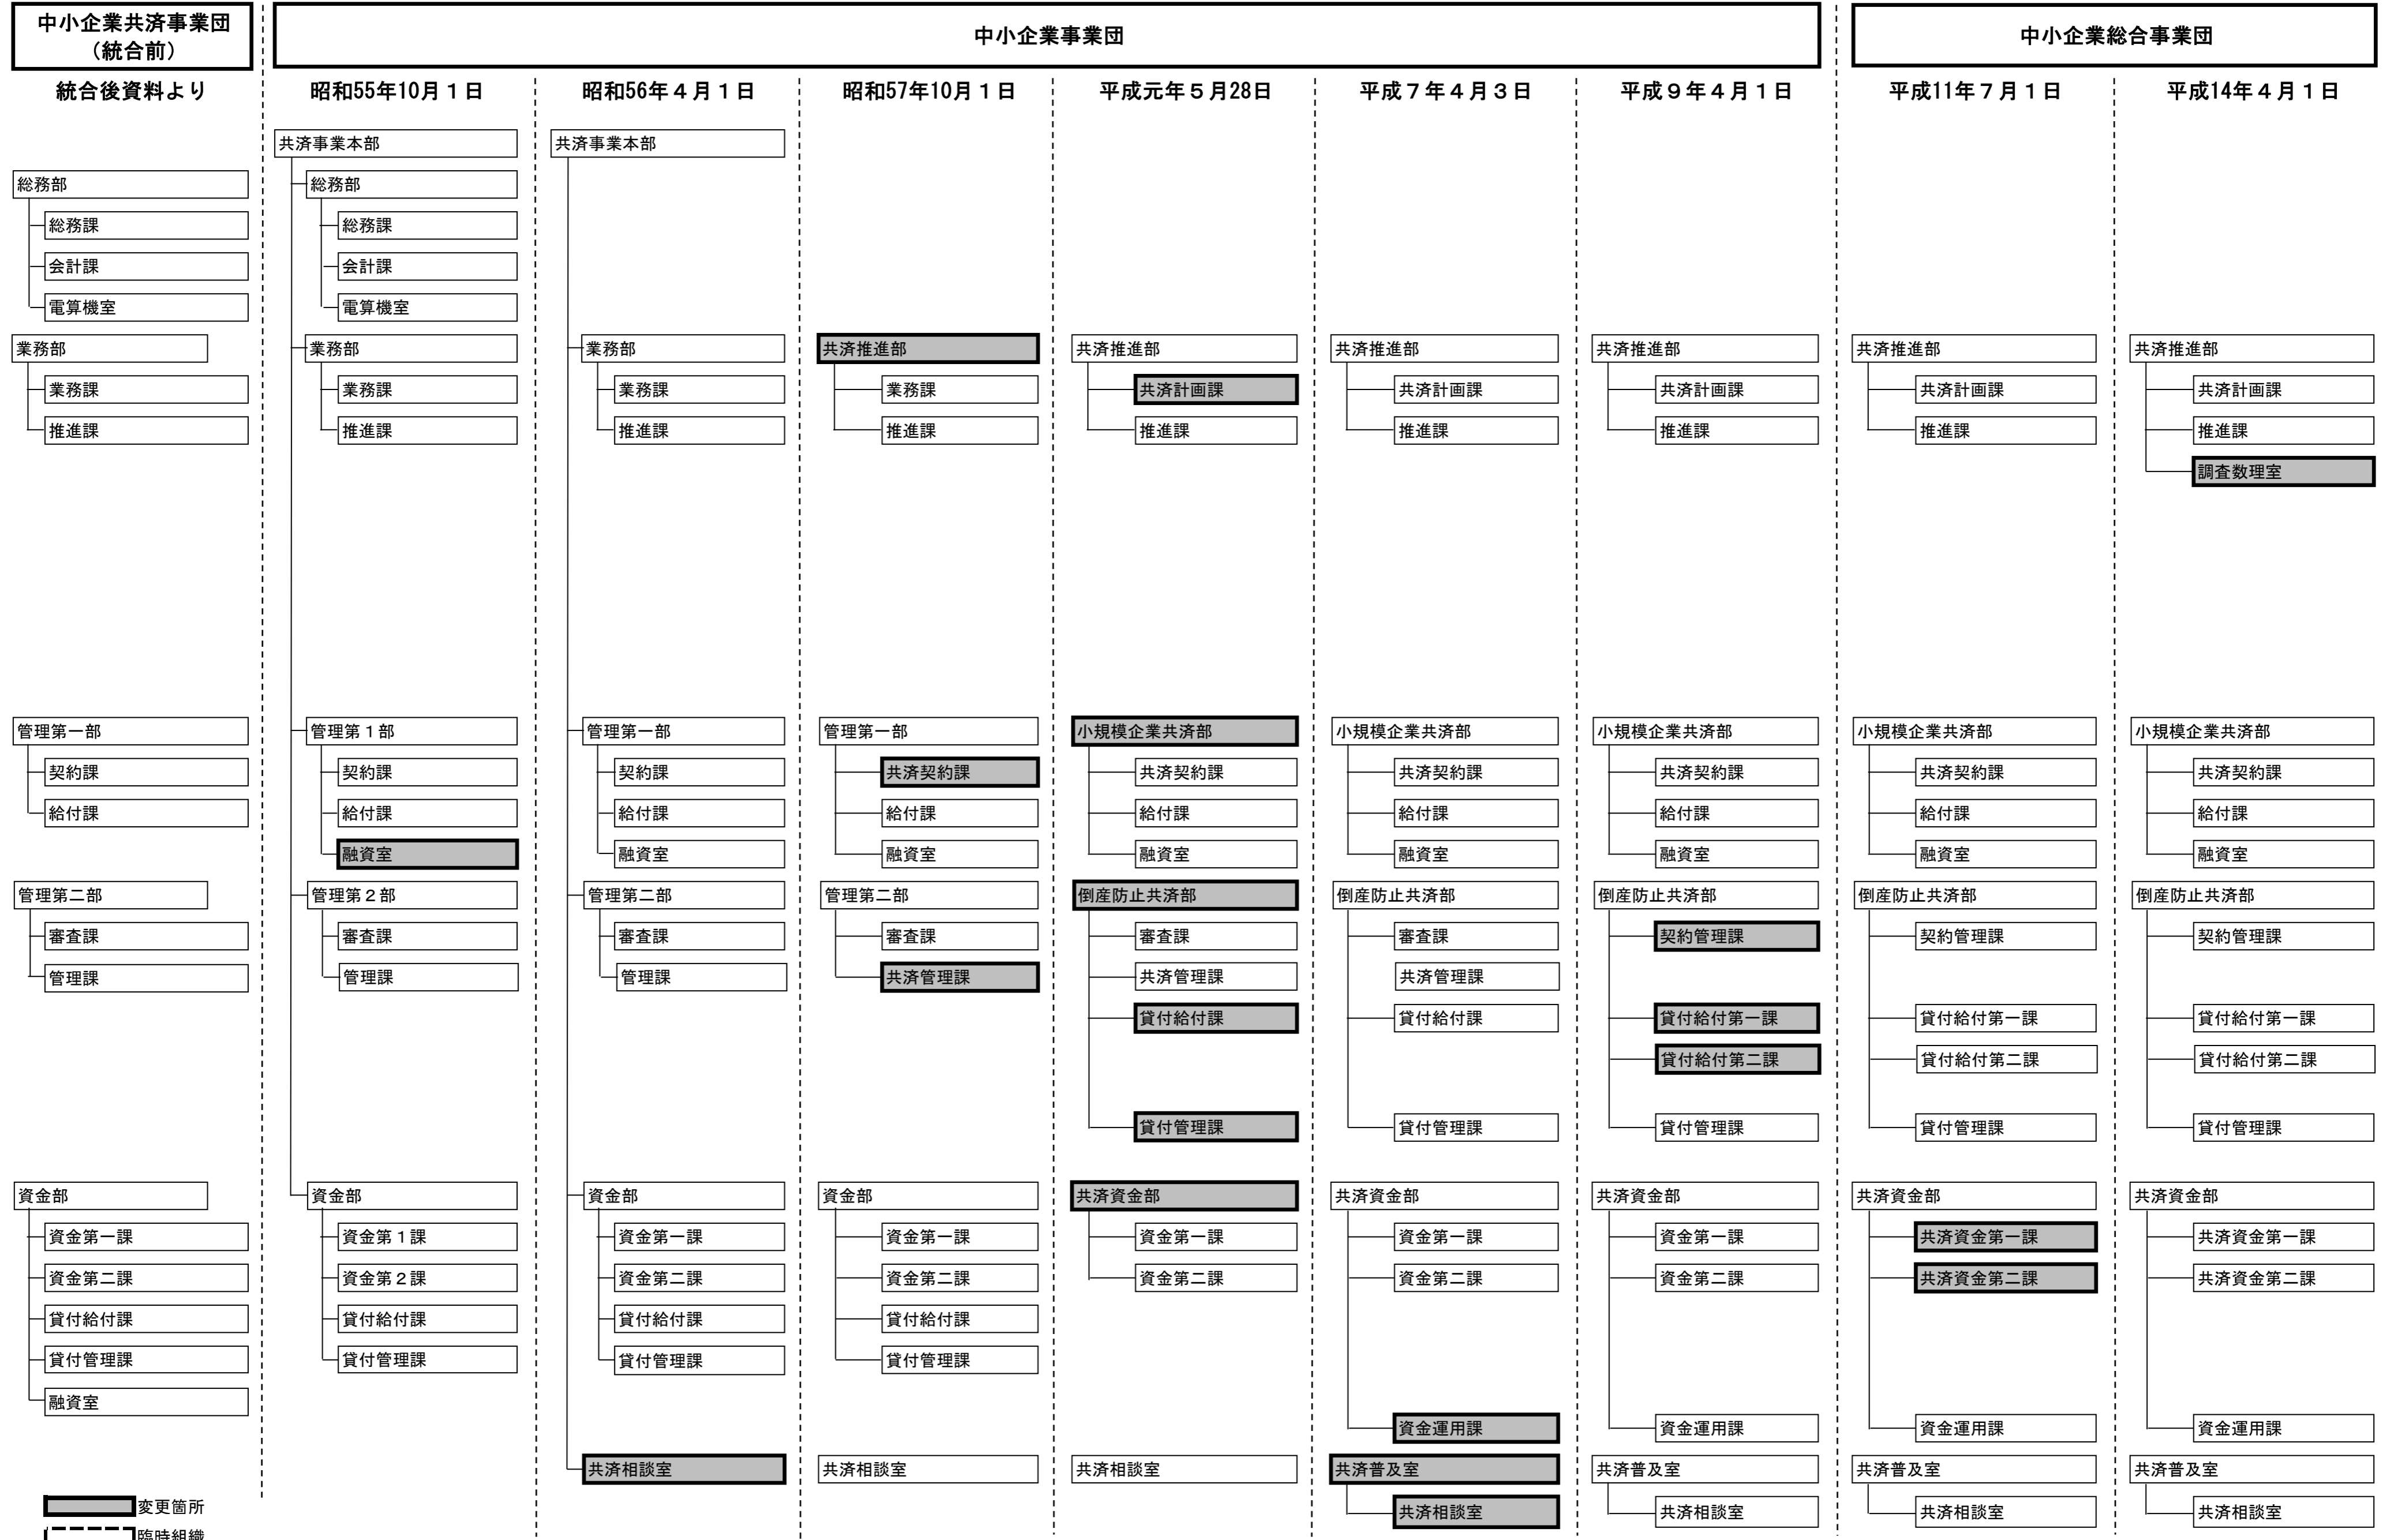 中小企業共済事業団
（統合前）
中小企業事業団
中小企業総合事業団
統合後資料より
昭和55年10月１日
昭和56年４月１日
昭和57年10月１日
平成元年５月28日
平成７年４月３日
平成９年４月１日
平成11年７月１日
平成14年４月１日
総務部
総務課
会計課
電算機室
業務部
業務課
推進課
管理第一部
契約課
給付課
管理第二部
審査課
管理課
資金部
資金第一課
資金第二課
貸付給付課
貸付管理課
融資室
共済事業本部
総務部
総務課
会計課
電算機室
業務部
業務課
推進課
管理第１部
契約課
給付課
融資室
管理第２部
審査課
管理課
資金部
資金第１課
資金第２課
貸付給付課
貸付管理課
共済事業本部
業務部
業務課
推進課
管理第一部
契約課
給付課
融資室
管理第二部
審査課
管理課
資金部
資金第一課
資金第二課
貸付給付課
貸付管理課
共済相談室
共済推進部
業務課
推進課
管理第一部
共済契約課
給付課
融資室
管理第二部
審査課
共済管理課
資金部
資金第一課
資金第二課
貸付給付課
貸付管理課
共済相談室
共済推進部
共済計画課
推進課
小規模企業共済部
共済契約課
給付課
融資室
倒産防止共済部
審査課
共済管理課
貸付給付課
貸付管理課
共済資金部
資金第一課
資金第二課
共済相談室
共済推進部
共済計画課
推進課
小規模企業共済部
共済契約課
給付課
融資室
倒産防止共済部
審査課
共済管理課
貸付給付課
貸付管理課
共済資金部
資金第一課
資金第二課
資金運用課
共済普及室
共済相談室
共済推進部
共済計画課
推進課
小規模企業共済部
共済契約課
給付課
融資室
倒産防止共済部
契約管理課
貸付給付第一課
貸付給付第二課
貸付管理課
共済資金部
資金第一課
資金第二課
資金運用課
共済普及室
共済相談室
共済推進部
共済計画課
推進課
小規模企業共済部
共済契約課
給付課
融資室
倒産防止共済部
契約管理課
貸付給付第一課
貸付給付第二課
貸付管理課
共済資金部
共済資金第一課
共済資金第二課
資金運用課
共済普及室
共済相談室
共済推進部
共済計画課
推進課
調査数理室
小規模企業共済部
共済契約課
給付課
融資室
倒産防止共済部
契約管理課
貸付給付第一課
貸付給付第二課
貸付管理課
共済資金部
共済資金第一課
共済資金第二課
資金運用課
共済普及室
共済相談室
変更箇所
臨時組織